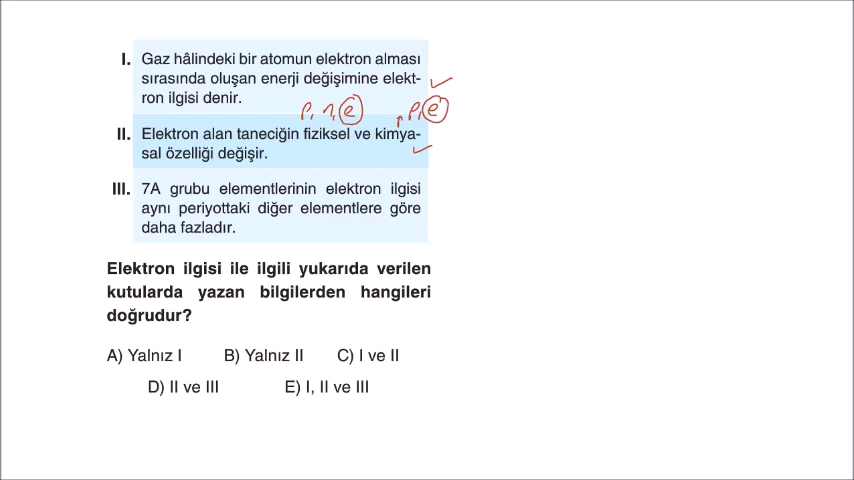 I. Gaz hâlindeki bir atomun elektron alması
sırasında oluşan enerji değişimine elekt-
ron ilgisi denir.
p, n, e p, e
II. Elektron alan taneciğin fiziksel ve kimya-
sal özelliği değişir.
III. 7A grubu elementlerinin elektron ilgisi
aynı periyottaki diğer elementlere göre
daha fazladır.
Elektron ilgisi ile ilgili yukarıda verilen
kutularda yazan bilgilerden hangileri
doğrudur?
A) Yalnız I B) Yalnız II C) I ve II
D) II ve III E) I, II ve III